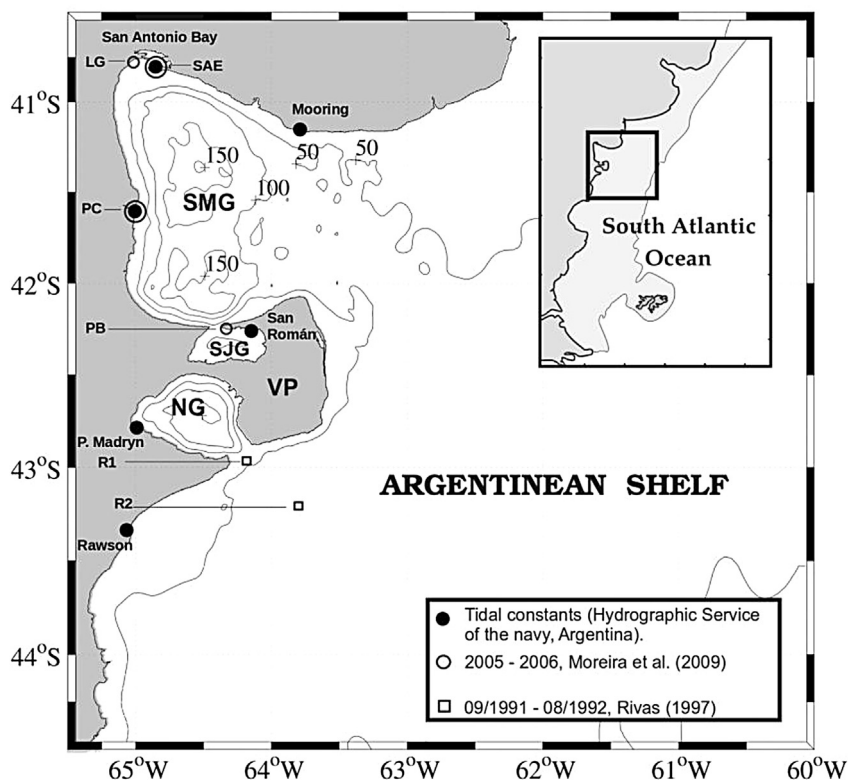 San Antonio Bay
LG
SAE
41°S
Mooring
150
50
50
100
SMG
PC
150
South Atlantic
Ocean
42°S
PB
San
Román
SJG
VP
NG
P. Madryn
R1
43°S
ARGENTINEAN SHELF
R2
Rawson
Tidal constants (Hydrographic Service
of the navy, Argentina).
2005 - 2006, Moreira et al. (2009)
09/1991 - 08/1992, Rivas (1997)
44°S
65°W 64°W 63°W 62°W 61°W 60°W